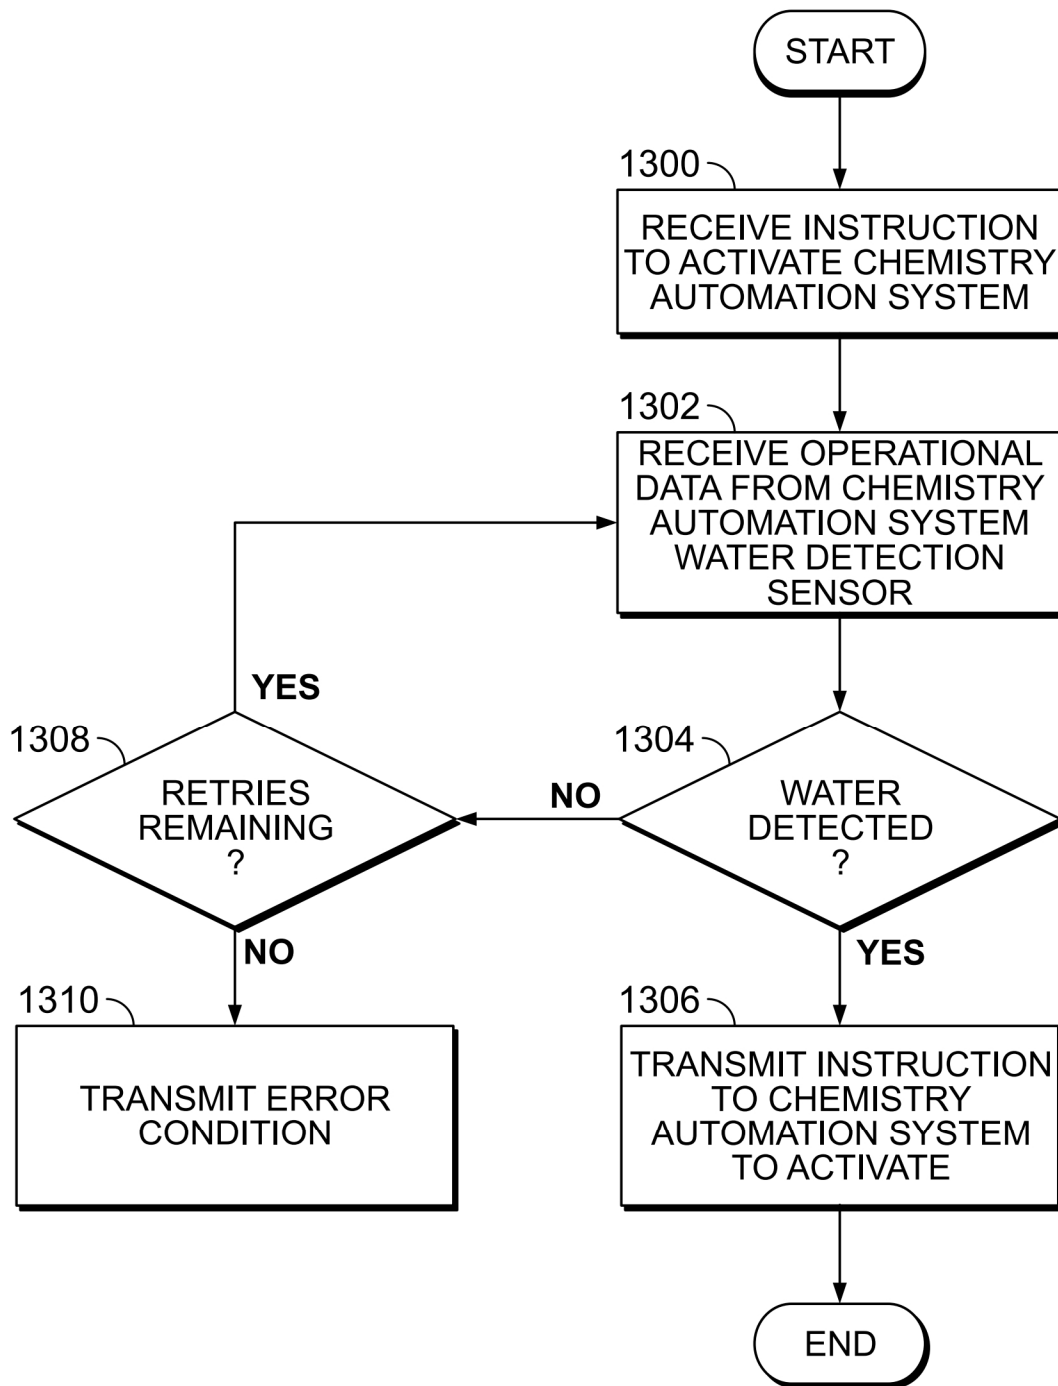 START
1300
RECEIVE INSTRUCTION
TO ACTIVATE CHEMISTRY
AUTOMATION SYSTEM
1302
RECEIVE OPERATIONAL
DATA FROM CHEMISTRY
AUTOMATION SYSTEM
WATER DETECTION
SENSOR
YES
1308
RETRIES
REMAINING
?
NO
1304
WATER
DETECTED
?
NO
YES
1310
TRANSMIT ERROR
CONDITION
1306
TRANSMIT INSTRUCTION
TO CHEMISTRY
AUTOMATION SYSTEM
TO ACTIVATE
END